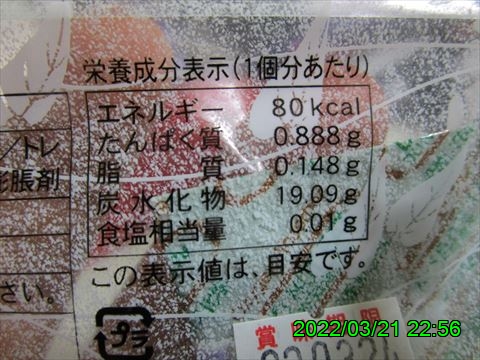 栄養成分表示(1個分あたり)
エネルギー 80kcal
たんぱく質 0.888g
脂質 0.148g
炭水化物 19.09g
食塩相当量 0.01g
この表示値は、目安です。
/トレ
膨脹剤
さい。
プラ
賞味期限
2022/03/21 22:56